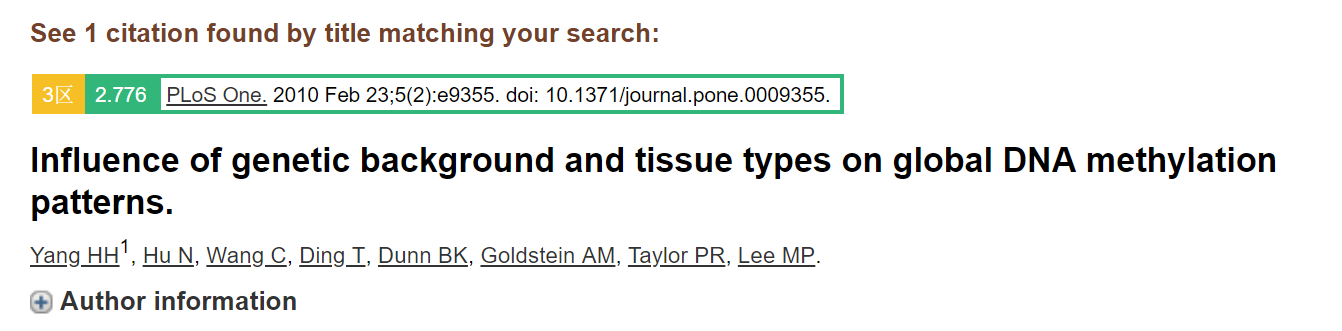 See 1 citation found by title matching your search:
3区 2.776 PLoS One. 2010 Feb 23;5(2):e9355. doi: 10.1371/journal.pone.0009355.
Influence of genetic background and tissue types on global DNA methylation
patterns.
Yang HH1, Hu N, Wang C, Ding T, Dunn BK, Goldstein AM, Taylor PR, Lee MP.
Author information